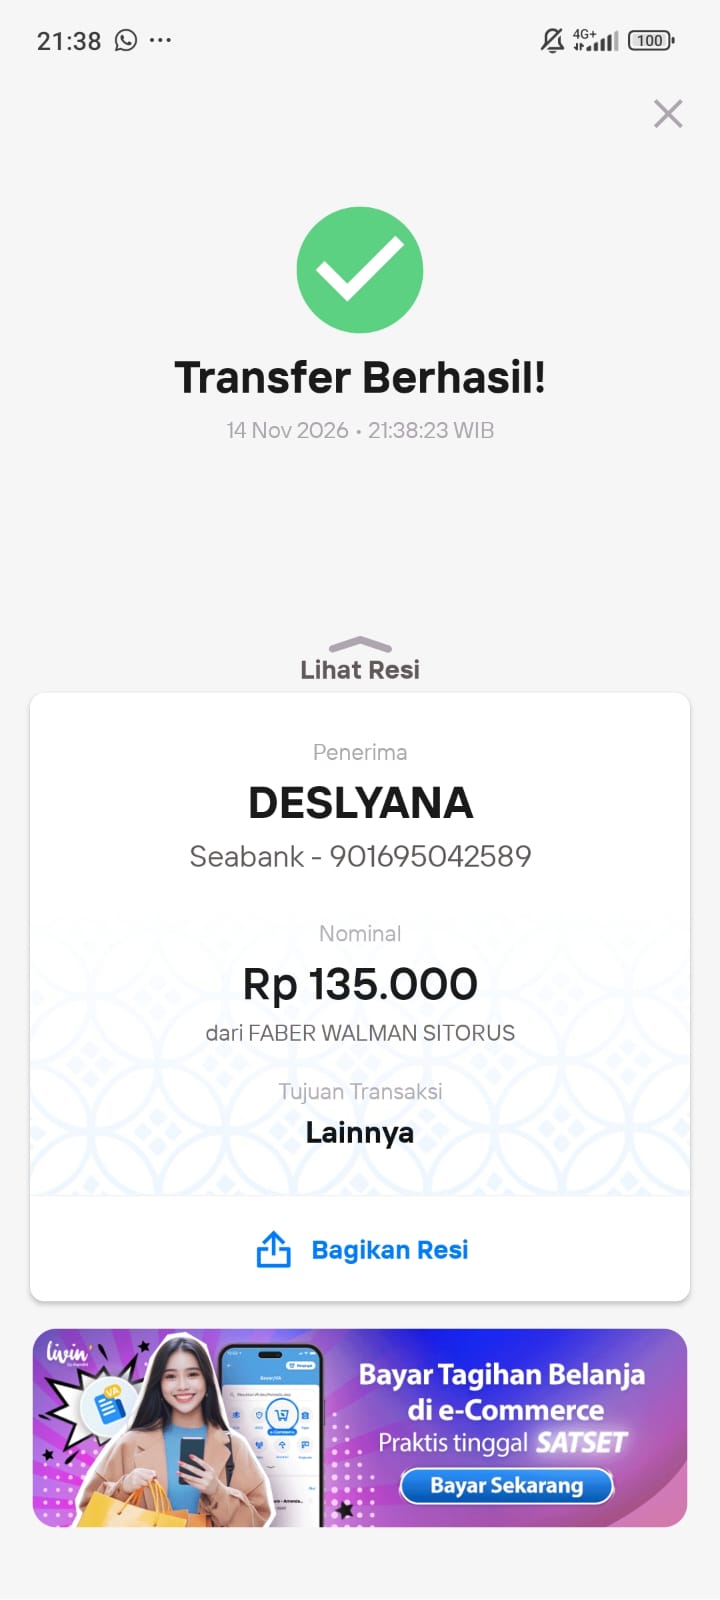 21:38
4G+
100
Transfer Berhasil!
14 Nov 2026 • 21:38:23 WIB
Lihat Resi
Penerima
DESLYANA
Seabank - 901695042589
Nominal
Rp 135.000
dari FABER WALMAN SITORUS
Tujuan Transaksi
Lainnya
Bagikan Resi
livin'
VA
Bayar Tagihan Belanja
di e-Commerce
Praktis tinggal SATSET
Bayar Sekarang